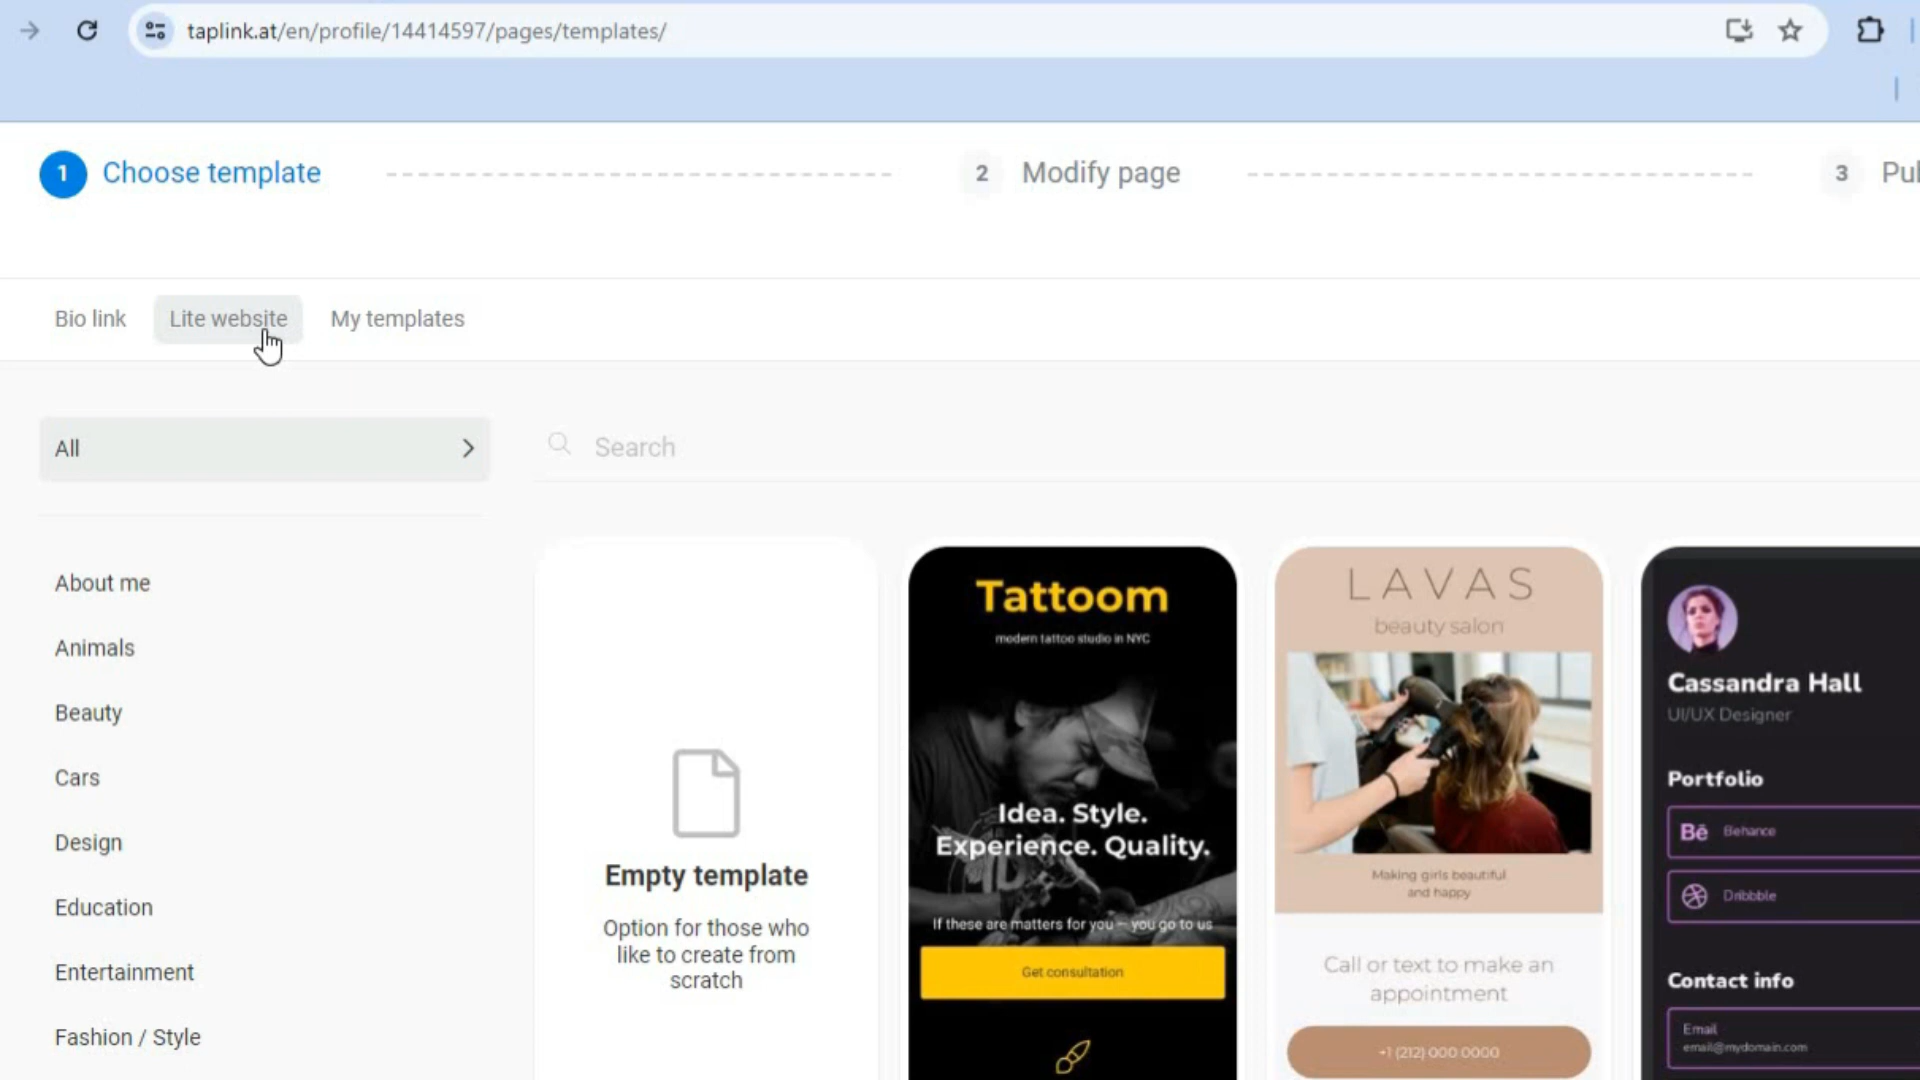 taplink.at/en/profile/14414597/pages/templates/
1 Choose template
2 Modify page
3
Bio link
Lite website
My templates
All
Search
About me
Animals
Beauty
Cars
Design
Education
Entertainment
Fashion / Style
Empty template
Option for those who
like to create from
scratch
Tattoom
modern tattoo studio in NYC
Idea. Style.
Experience. Quality.
If these are matters for you – you go to us
Get consultation
LAVAS
beauty salon
Making girls beautiful
and happy
Call or text to make an
appointment
+1 (212) 000 0000
Cassandra Hall
UI/UX Designer
Portfolio
Bē Behance
Dribbble
Contact info
Email
email@mydomain.com